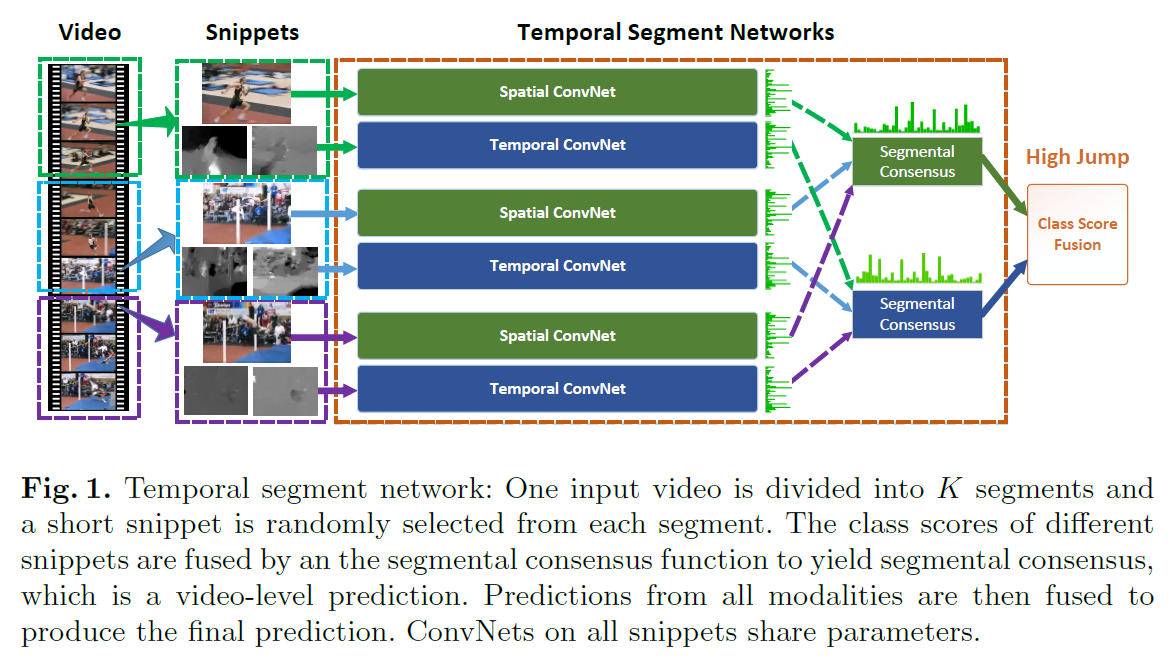 Video
Snippets
Temporal Segment Networks
Spatial ConvNet
Temporal ConvNet
Spatial ConvNet
Temporal ConvNet
Spatial ConvNet
Temporal ConvNet
Segmental
Consensus
Segmental
Consensus
High Jump
Class Score
Fusion
Fig. 1. Temporal segment network: One input video is divided into K segments and
a short snippet is randomly selected from each segment. The class scores of different
snippets are fused by an the segmental consensus function to yield segmental consensus,
which is a video-level prediction. Predictions from all modalities are then fused to
produce the final prediction. ConvNets on all snippets share parameters.